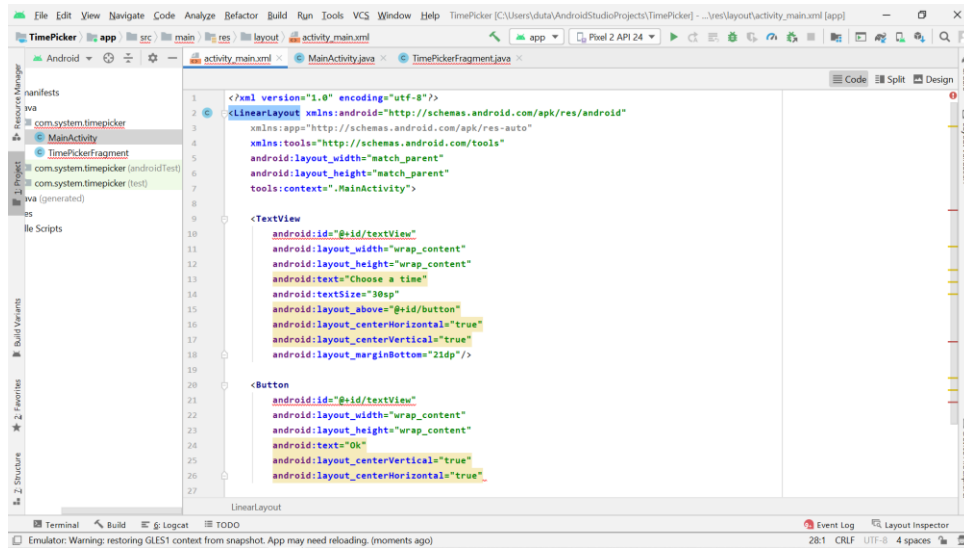 File Edit View Navigate Code Analyze Refactor Build Run Tools VCS Window Help TimePicker [C:\Users\duta\AndroidStudioProjects\TimePicker] - ...\res\layout\activity_main.xml [app]
TimePicker app src main res layout activity_main.xml app Pixel 2 API 24
Android activity_main.xml MainActivity.java TimePickerFragment.java
Code Split Design
Resource Manager
1: Project
Build Variants
2: Favorites
7: Structure
manifests
ava
com.system.timepicker
MainActivity
TimePickerFragment
com.system.timepicker (androidTest)
com.system.timepicker (test)
ava (generated)
es
lle Scripts
1 <?xml version="1.0" encoding="utf-8"?>
2 <LinearLayout xmlns:android="http://schemas.android.com/apk/res/android"
3 xmlns:app="http://schemas.android.com/apk/res-auto"
4 xmlns:tools="http://schemas.android.com/tools"
5 android:layout_width="match_parent"
6 android:layout_height="match_parent"
7 tools:context=".MainActivity">
8
9 <TextView
10 android:id="@+id/textView"
11 android:layout_width="wrap_content"
12 android:layout_height="wrap_content"
13 android:text="Choose a time"
14 android:textSize="30sp"
15 android:layout_above="@+id/button"
16 android:layout_centerHorizontal="true"
17 android:layout_centerVertical="true"
18 android:layout_marginBottom="21dp"/>
19
20 <Button
21 android:id="@+id/textView"
22 android:layout_width="wrap_content"
23 android:layout_height="wrap_content"
24 android:text="Ok"
25 android:layout_centerVertical="true"
26 android:layout_centerHorizontal="true"
27
LinearLayout
Terminal Build 6: Logcat TODO Event Log Layout Inspector
Emulator: Warning: restoring GLES1 context from snapshot. App may need reloading. (moments ago) 28:1 CRLF UTF-8 4 spaces